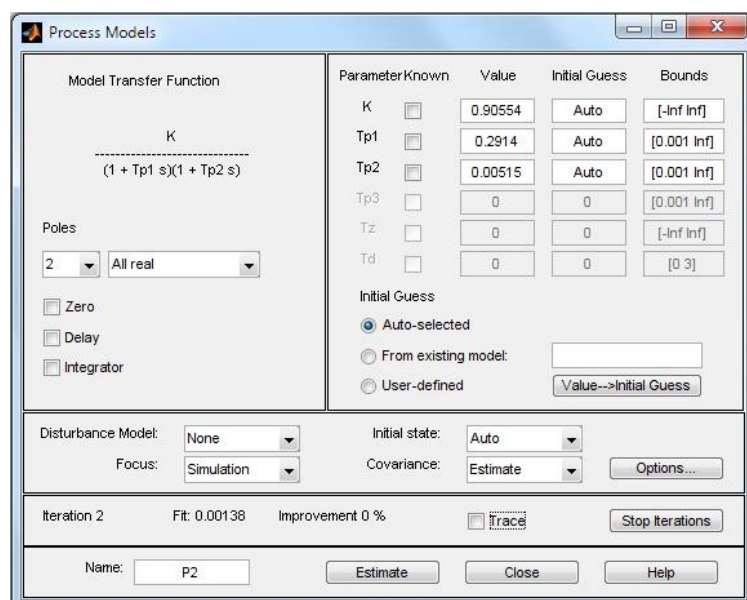 Process Models
Model Transfer Function
K
-----------------------------
(1 + Tp1 s)(1 + Tp2 s)
Poles
2 All real
Zero
Delay
Integrator
Parameter Known Value Initial Guess Bounds
K 0.90554 Auto [-Inf Inf]
Tp1 0.2914 Auto [0.001 Inf]
Tp2 0.00515 Auto [0.001 Inf]
Tp3 0 0 [0.001 Inf]
Tz 0 0 [-Inf Inf]
Td 0 0 [0 3]
Initial Guess
Auto-selected
From existing model:
User-defined Value-->Initial Guess
Disturbance Model: None Initial state: Auto
Focus: Simulation Covariance: Estimate Options...
Iteration 2 Fit: 0.00138 Improvement 0 % Trace Stop Iterations
Name: P2 Estimate Close Help